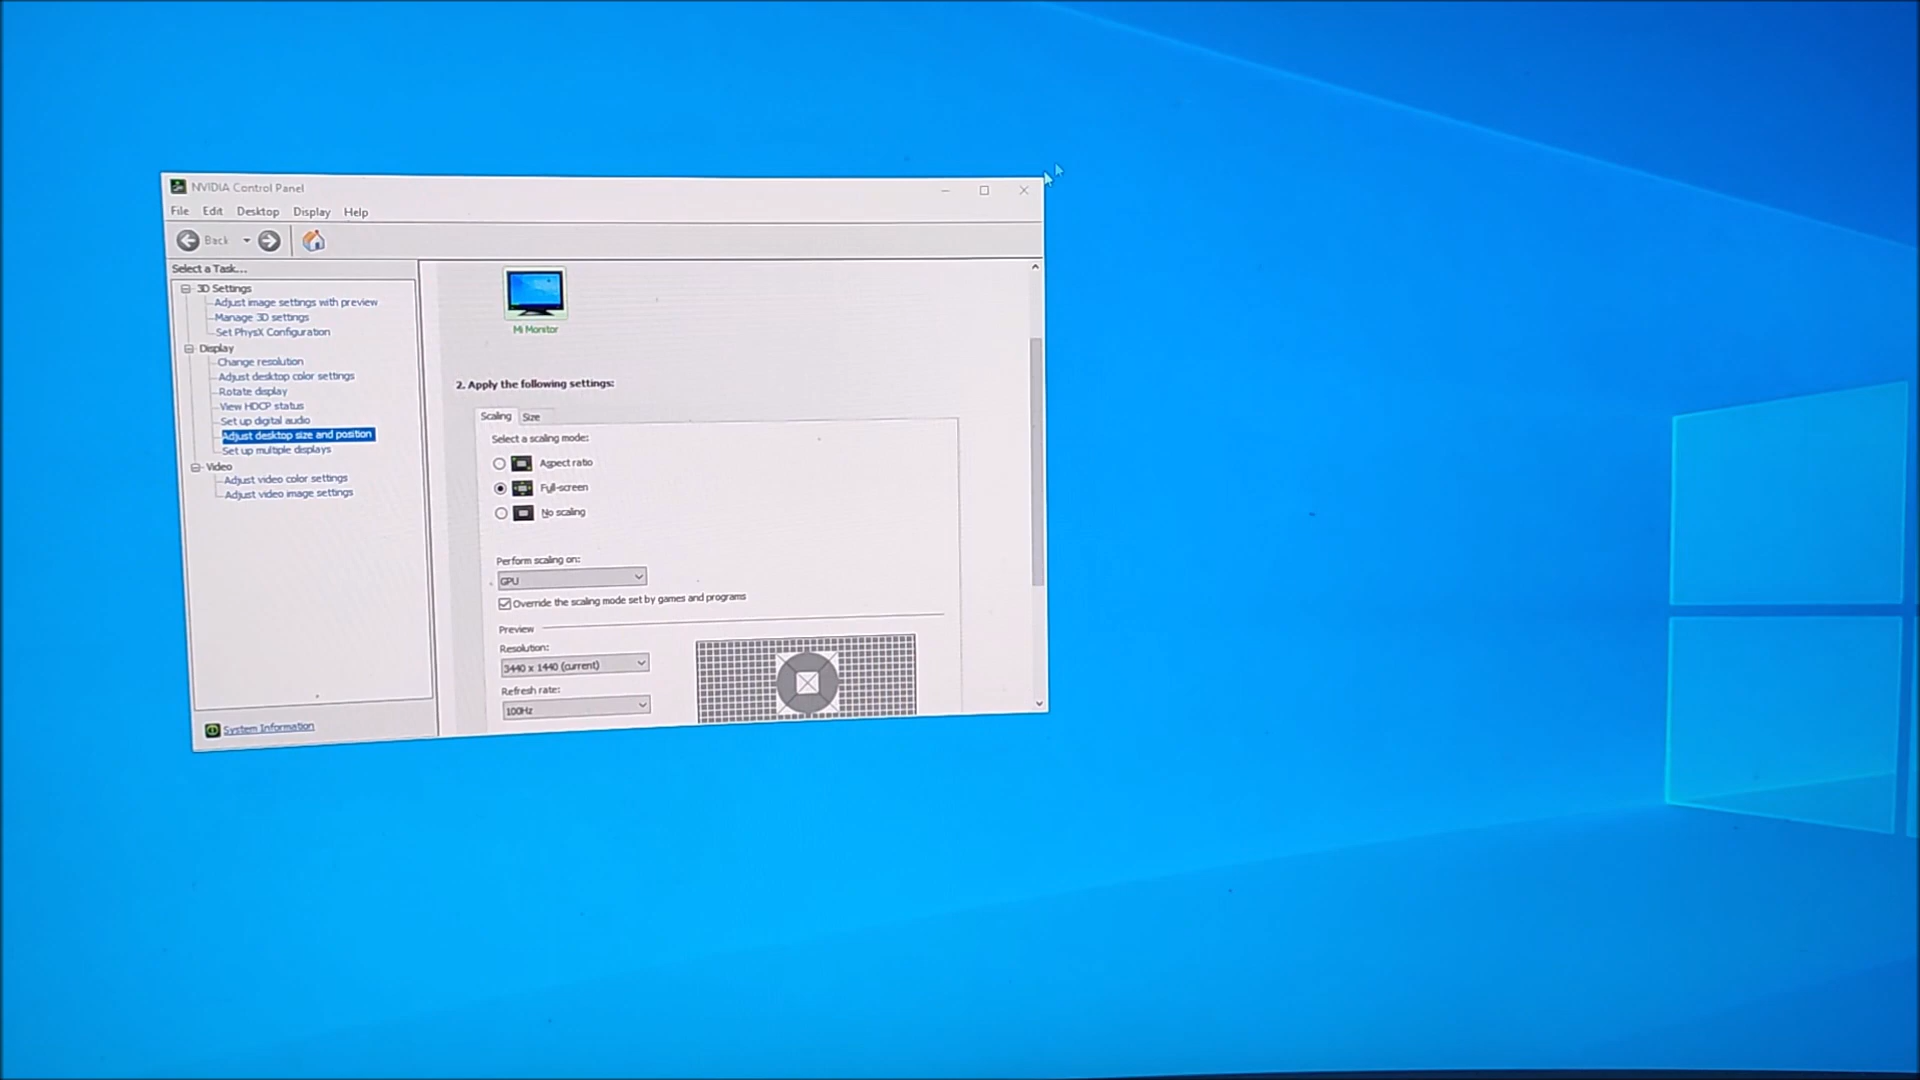 NVIDIA Control Panel
File Edit Desktop Display Help
Back
Select a Task...
3D Settings
Adjust image settings with preview
Manage 3D settings
Set PhysX Configuration
Display
Change resolution
Adjust desktop color settings
Rotate display
View HDCP status
Set up digital audio
Adjust desktop size and position
Set up multiple displays
Video
Adjust video color settings
Adjust video image settings
System Information
Mi Monitor
2. Apply the following settings:
Scaling Size
Select a scaling mode:
Aspect ratio
Full-screen
No scaling
Perform scaling on:
GPU
Override the scaling mode set by games and programs
Preview
Resolution:
3440 x 1440 (current)
Refresh rate:
100Hz